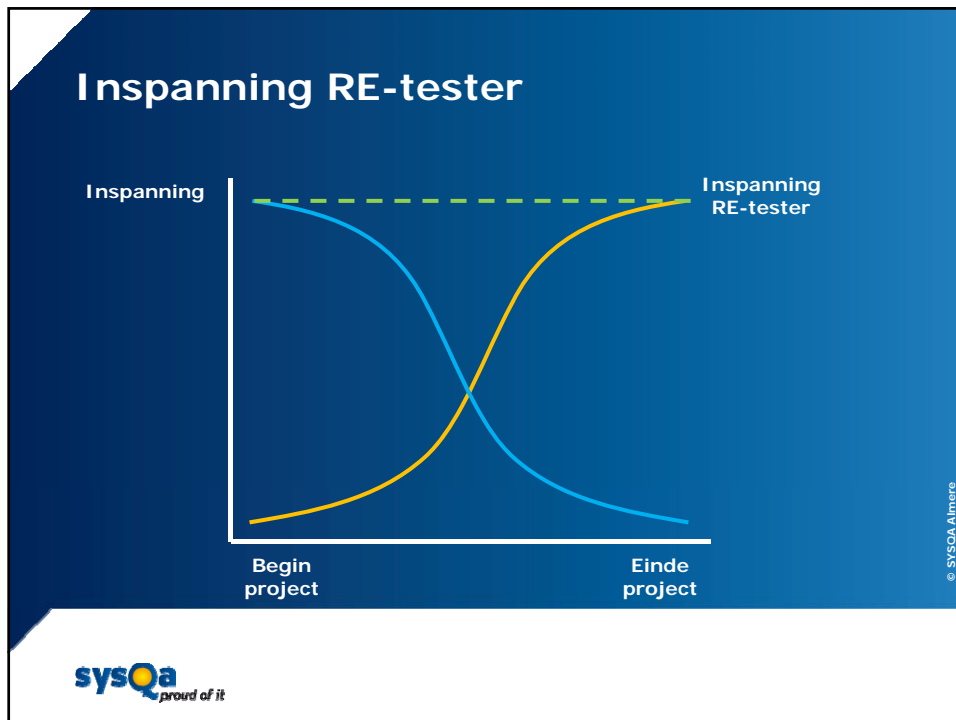 Inspanning RE-tester
Inspanning
Inspanning
RE-tester
Begin
project
Einde
project
© SYSQA Almere
sysQa
proud of it